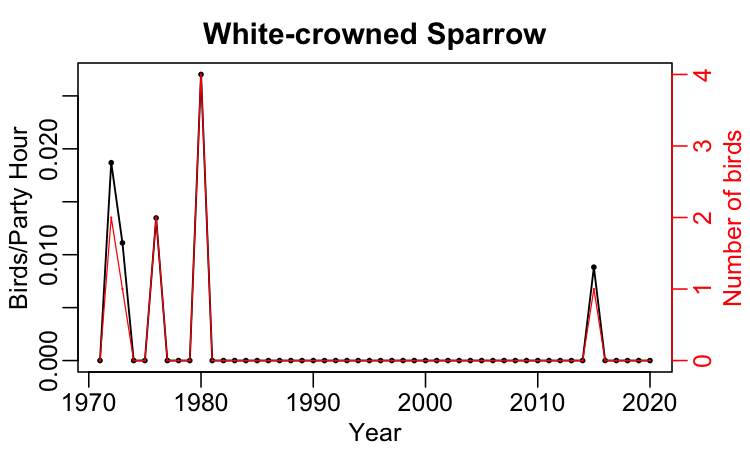 White-crowned Sparrow
Birds/Party Hour
0.000 0.010 0.020
0 1 2 3 4
Number of birds
1970 1980 1990 2000 2010 2020
Year